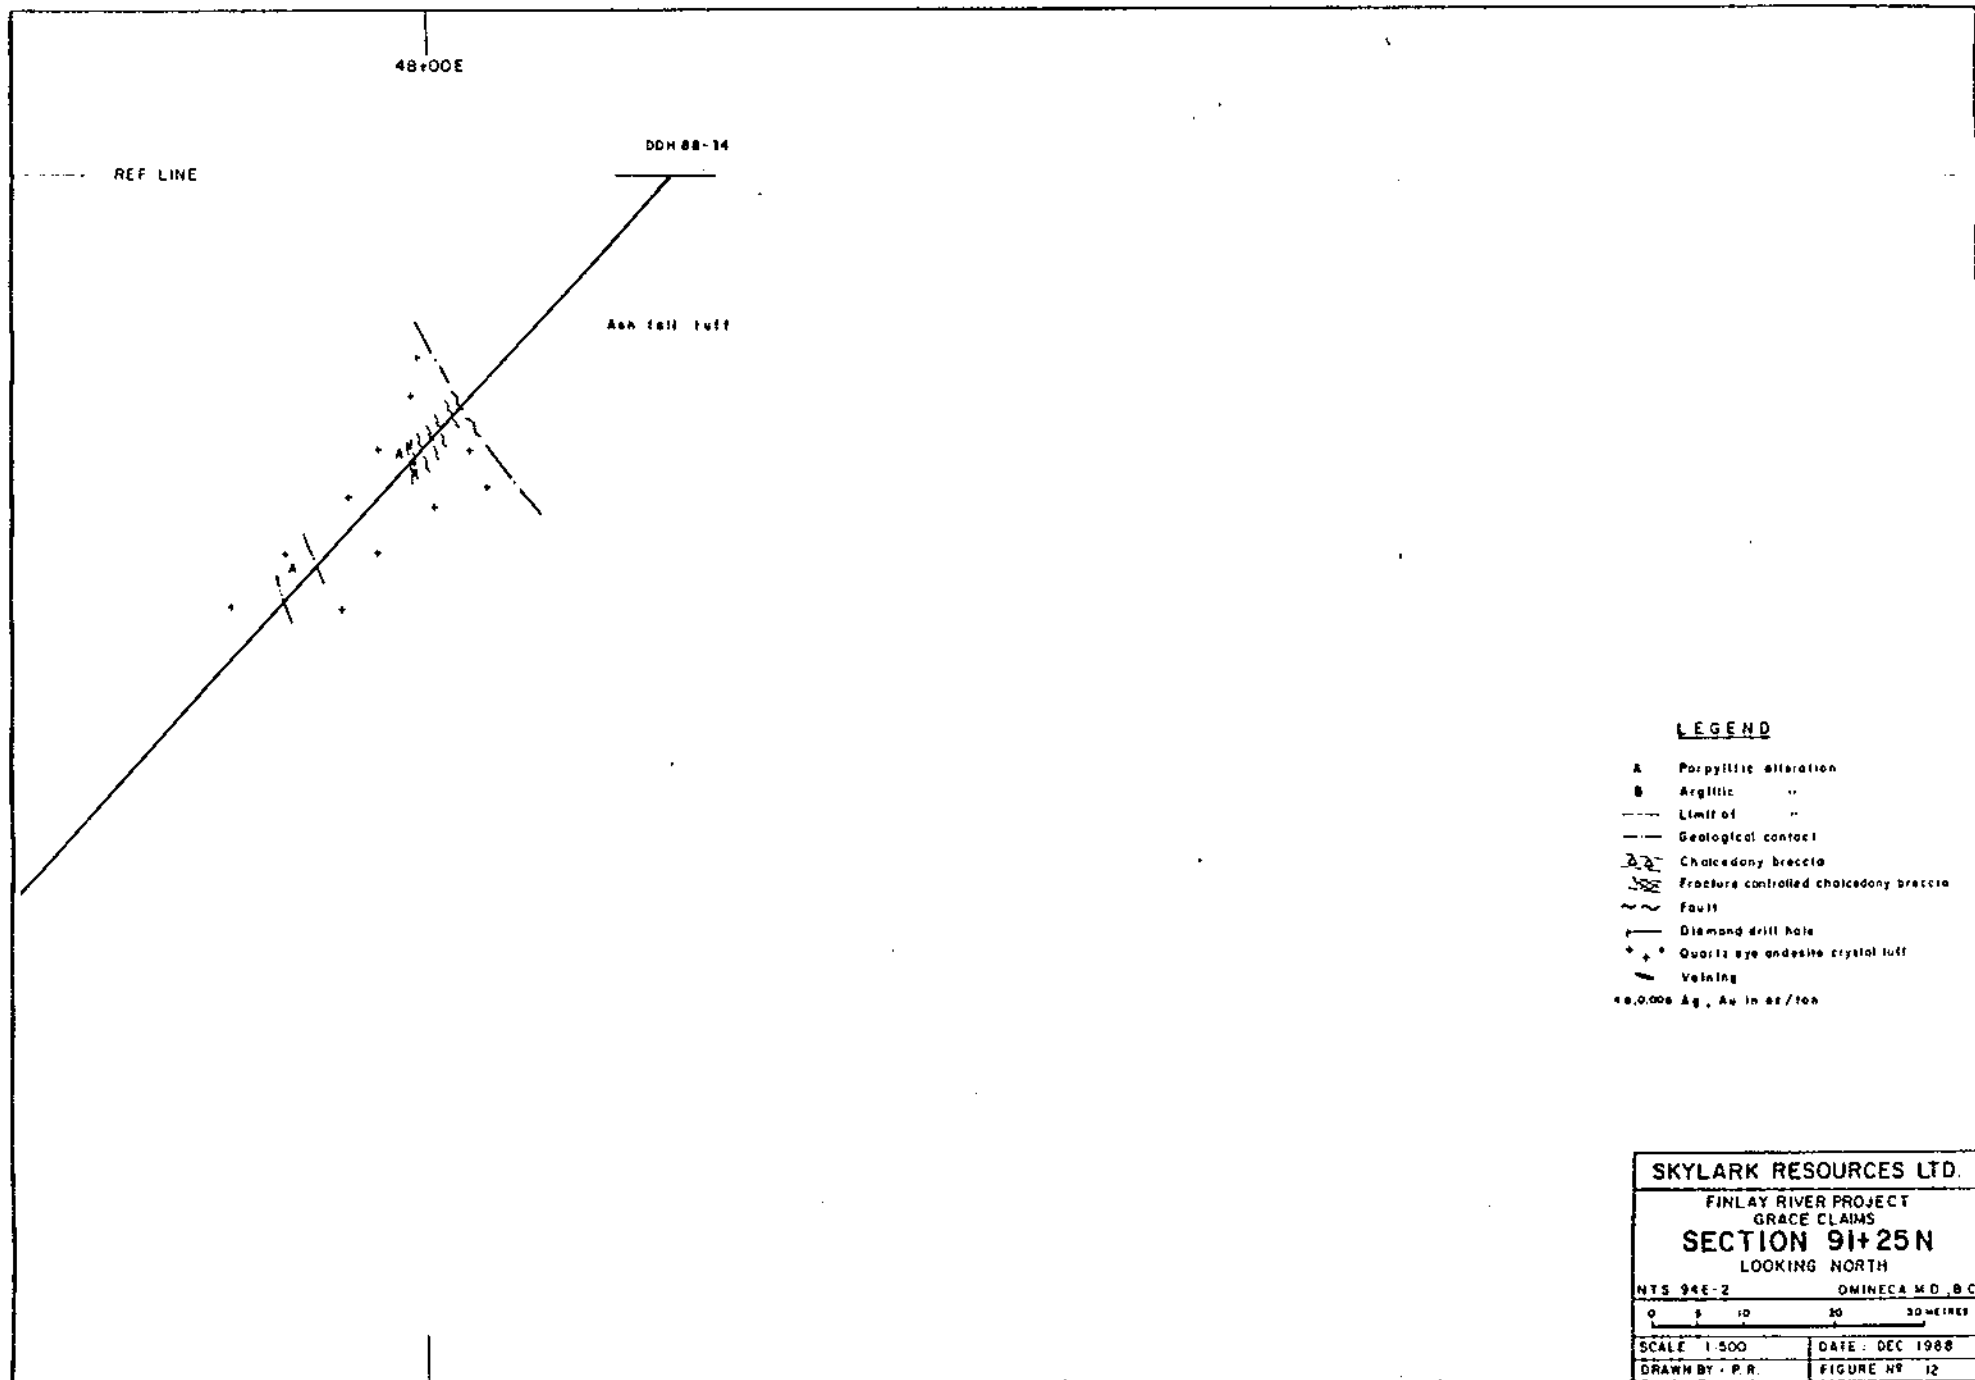 48+00E
DDH 88-14
REF LINE
Ash fall tuff
A
A
LEGEND
A Porpylitic alteration
B Argillic "
Limit of "
Geological contact
Chalcedony breccia
Fracture controlled chalcedony breccia
Fault
Diamond drill hole
Quartz eye andesite crystal tuff
Veining
Ag, Au in oz/ton
SKYLARK RESOURCES LTD.
FINLAY RIVER PROJECT
GRACE CLAIMS
SECTION 91+25N
LOOKING NORTH
NTS 94E-2 OMINECA M.D., B.C
0 5 10 20 30 METRES
SCALE 1:500 DATE: DEC 1988
DRAWN BY: P.R. FIGURE Nº 12